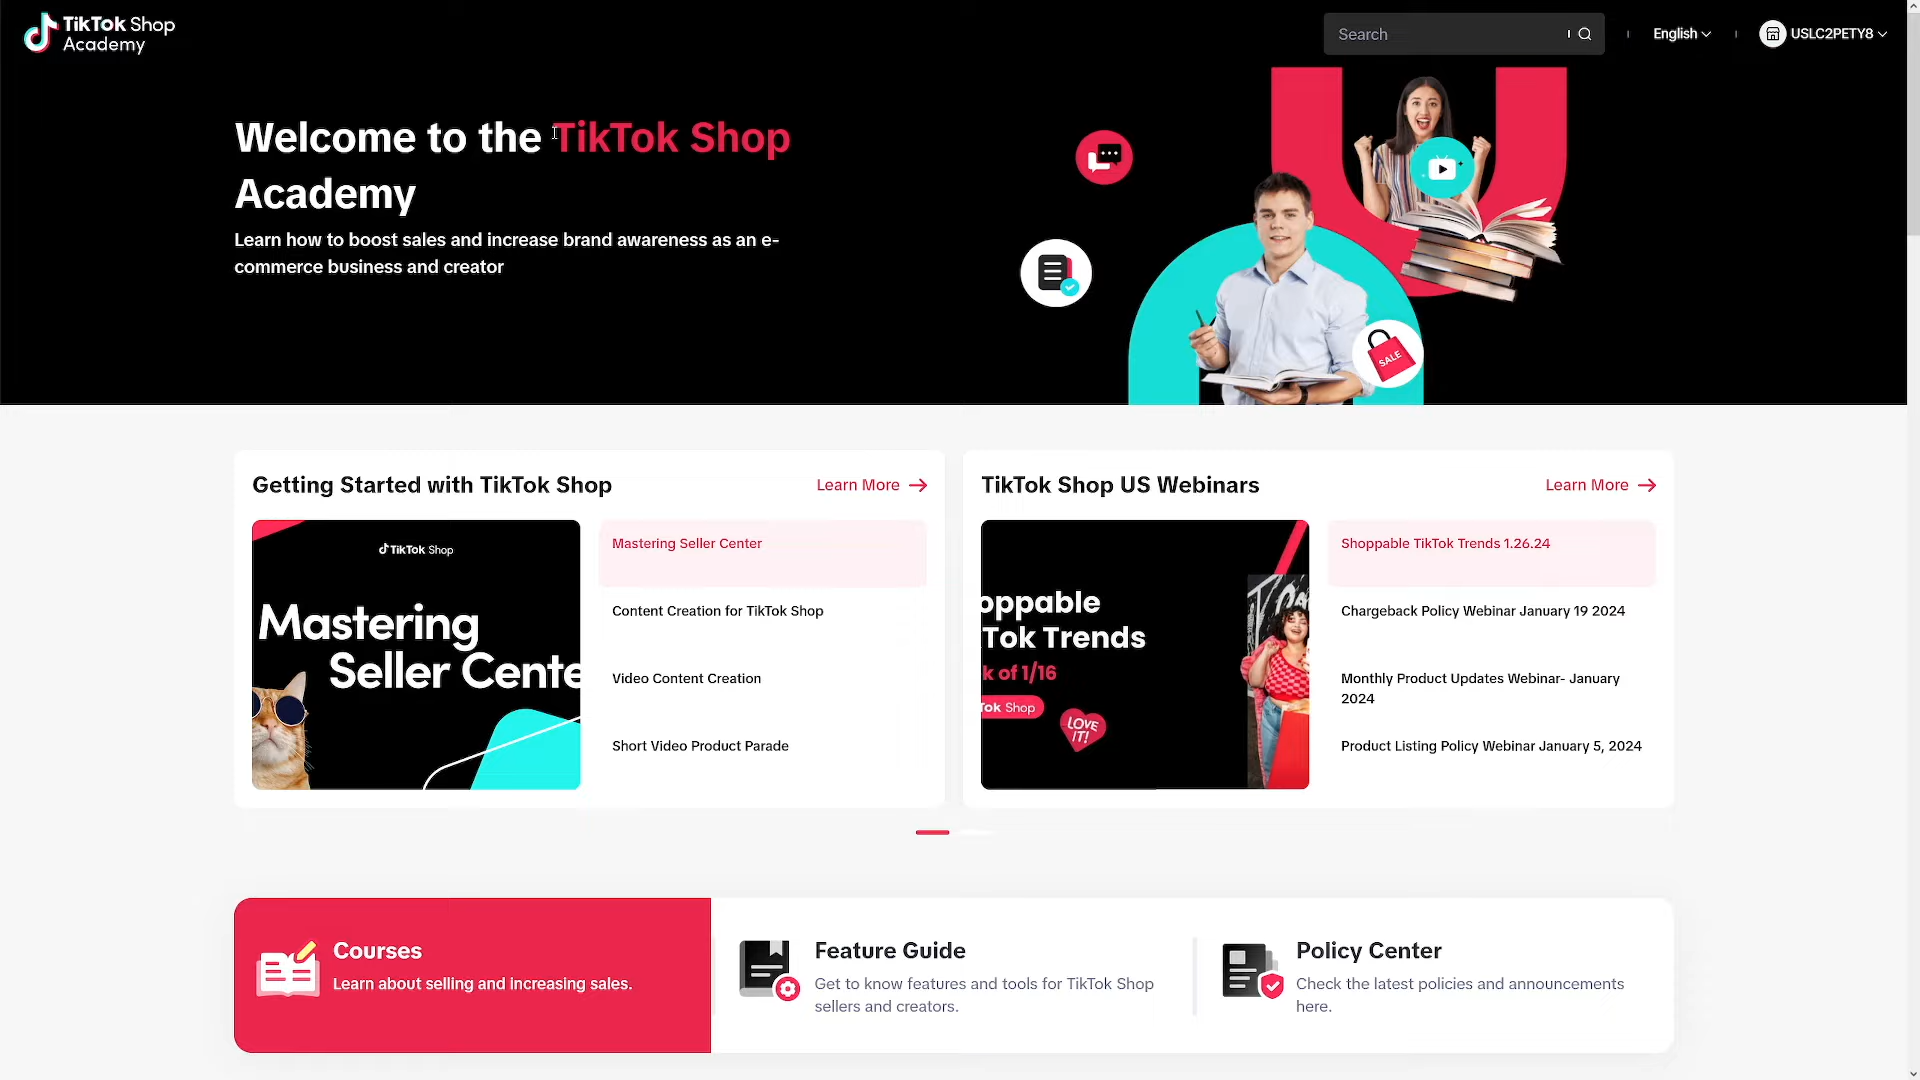 TikTok Shop
Academy
Search
English
USLC2PETY8
Welcome to the TikTok Shop
Academy
Learn how to boost sales and increase brand awareness as an e-
commerce business and creator
SALE
Getting Started with TikTok Shop
Learn More
TikTok Shop
Mastering
Seller Cente
Mastering Seller Center
Content Creation for TikTok Shop
Video Content Creation
Short Video Product Parade
TikTok Shop US Webinars
Learn More
oppable
Tok Trends
k of 1/16
Tok Shop
LOVE
IT!
Shoppable TikTok Trends 1.26.24
Chargeback Policy Webinar January 19 2024
Monthly Product Updates Webinar- January
2024
Product Listing Policy Webinar January 5, 2024
Courses
Learn about selling and increasing sales.
Feature Guide
Get to know features and tools for TikTok Shop
sellers and creators.
Policy Center
Check the latest policies and announcements
here.